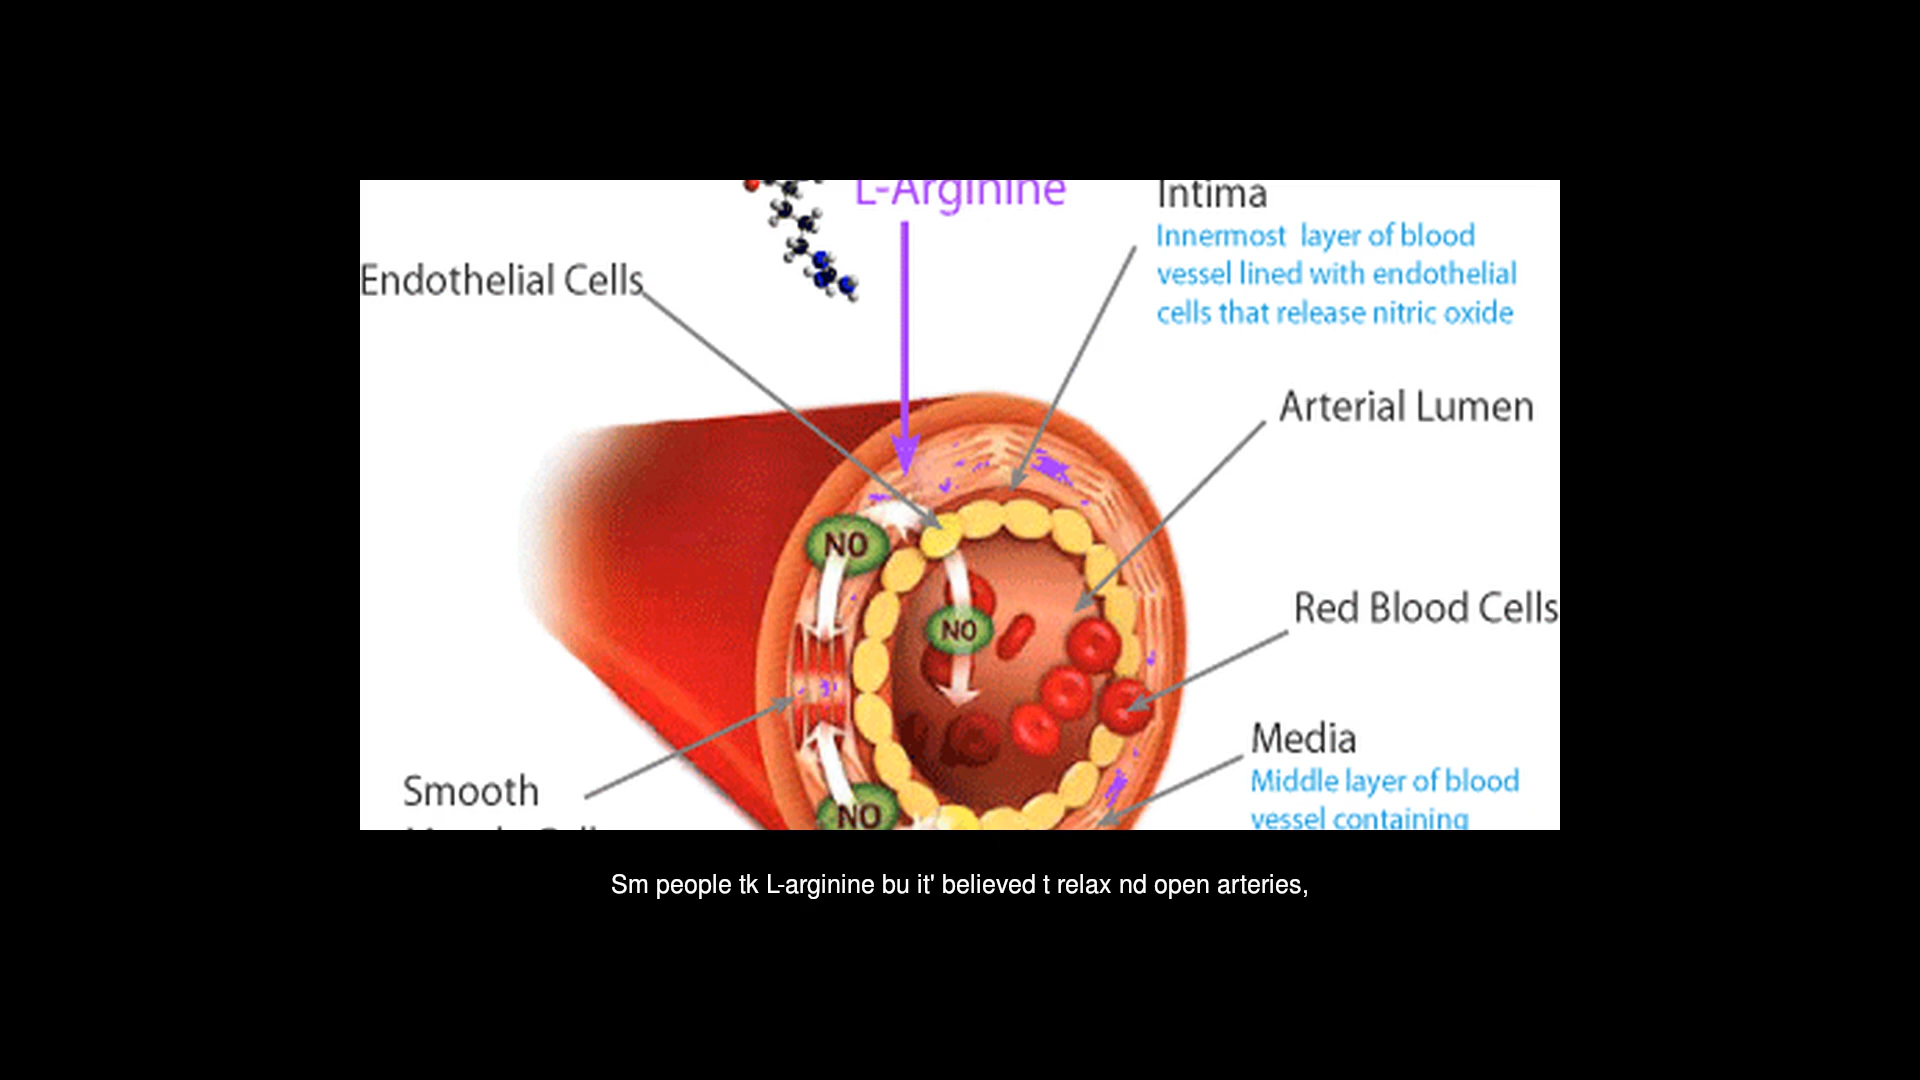 L-Arginine
Intima
Innermost layer of blood
vessel lined with endothelial
cells that release nitric oxide
Endothelial Cells
Arterial Lumen
NO
NO
Red Blood Cells
Media
Middle layer of blood
vessel containing
Smooth
NO
Sm people tk L-arginine bu it' believed t relax nd open arteries,